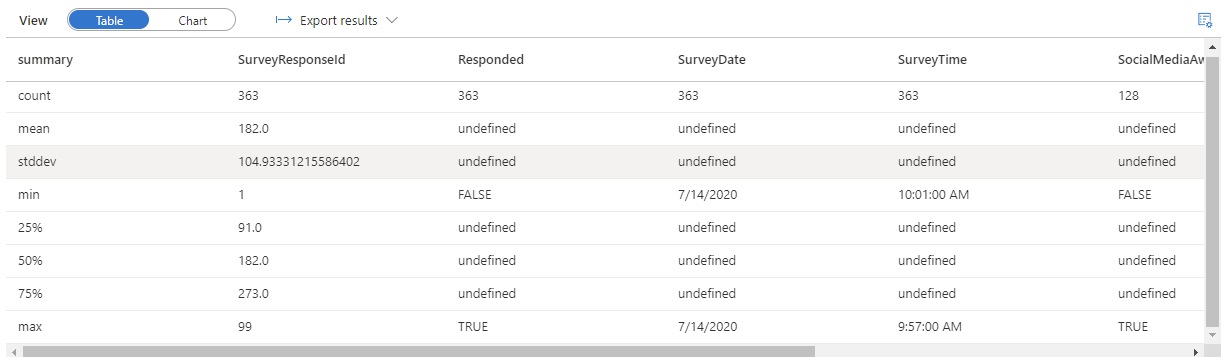 View Table Chart Export results
summary SurveyResponseId Responded SurveyDate SurveyTime SocialMediaAw
count 363 363 363 363 128
mean 182.0 undefined undefined undefined undefined
stddev 104.93331215586402 undefined undefined undefined undefined
min 1 FALSE 7/14/2020 10:01:00 AM FALSE
25% 91.0 undefined undefined undefined undefined
50% 182.0 undefined undefined undefined undefined
75% 273.0 undefined undefined undefined undefined
max 99 TRUE 7/14/2020 9:57:00 AM TRUE